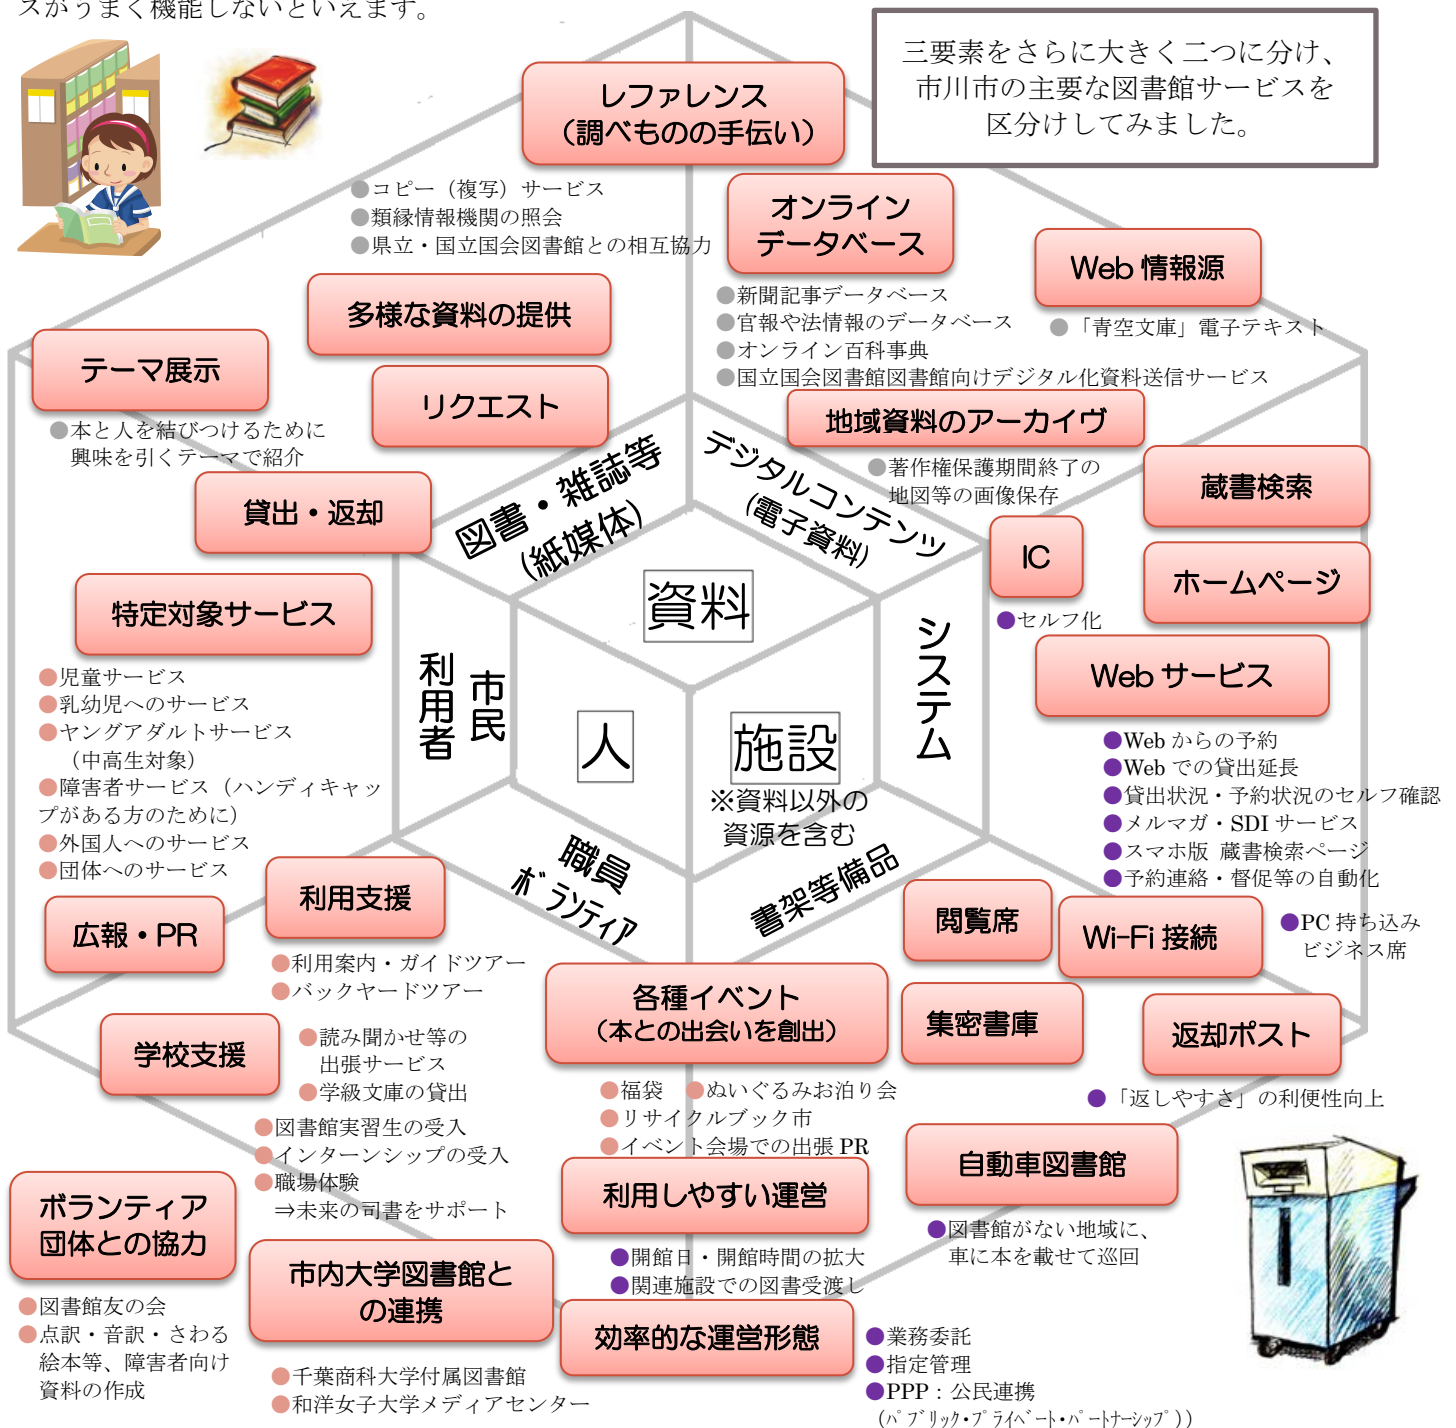 スがうまく機能しないといえます。
三要素をさらに大きく二つに分け、
市川市の主要な図書館サービスを
区分けしてみました。
レファレンス
（調べものの手伝い）
●コピー（複写）サービス
●類縁情報機関の照会
●県立・国立国会図書館との相互協力
オンライン
データベース
●新聞記事データベース
●官報や法情報のデータベース
●オンライン百科事典
●国立国会図書館図書館向けデジタル化資料送信サービス
Web 情報源
●「青空文庫」電子テキスト
多様な資料の提供
テーマ展示
●本と人を結びつけるために
興味を引くテーマで紹介
リクエスト
地域資料のアーカイヴ
●著作権保護期間終了の
地図等の画像保存
貸出・返却
図書・雑誌等
(紙媒体)
デジタルコンテンツ
(電子資料)
蔵書検索
IC
●セルフ化
ホームページ
資料
特定対象サービス
●児童サービス
●乳幼児へのサービス
●ヤングアダルトサービス
（中高生対象）
●障害者サービス（ハンディキャッ
プがある方のために）
●外国人へのサービス
●団体へのサービス
利用者
市民
人
施設
※資料以外の
資源を含む
システム
Web サービス
●Web からの予約
●Web での貸出延長
●貸出状況・予約状況のセルフ確認
●メルマガ・SDI サービス
●スマホ版 蔵書検索ページ
●予約連絡・督促等の自動化
職員
ﾎﾞﾗﾝﾃｨｱ
書架等備品
利用支援
●利用案内・ガイドツアー
●バックヤードツアー
広報・PR
閲覧席
Wi-Fi 接続
●PC 持ち込み
ビジネス席
各種イベント
（本との出会いを創出）
●福袋 ●ぬいぐるみお泊り会
●リサイクルブック市
●イベント会場での出張 PR
集密書庫
返却ポスト
●「返しやすさ」の利便性向上
学校支援
●読み聞かせ等の
出張サービス
●学級文庫の貸出
●図書館実習生の受入
●インターンシップの受入
●職場体験
⇒未来の司書をサポート
自動車図書館
●図書館がない地域に、
車に本を載せて巡回
利用しやすい運営
●開館日・開館時間の拡大
●関連施設での図書受渡し
ボランティア
団体との協力
●図書館友の会
●点訳・音訳・さわる
絵本等、障害者向け
資料の作成
市内大学図書館と
の連携
●千葉商科大学付属図書館
●和洋女子大学メディアセンター
効率的な運営形態
●業務委託
●指定管理
●PPP：公民連携
（ﾊﾟﾌﾞﾘｯｸ・ﾌﾟﾗｲﾍﾞｰﾄ・ﾊﾟｰﾄﾅｰｼｯﾌﾟ））